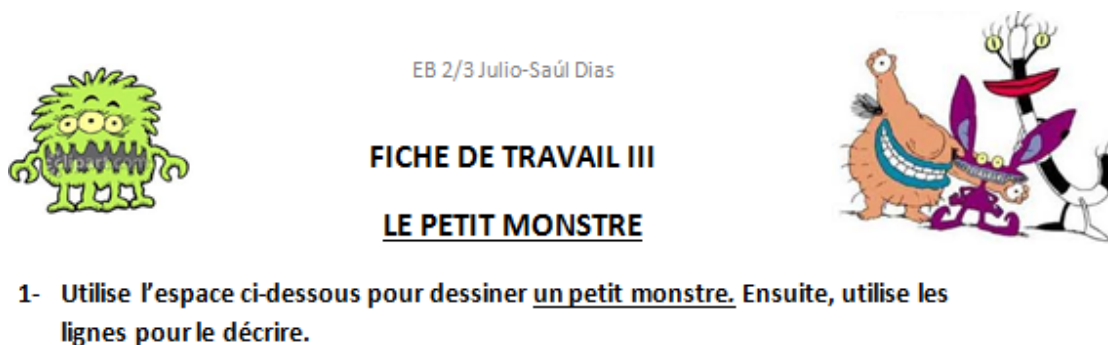 EB 2/3 Julio-Saúl Dias
FICHE DE TRAVAIL III
LE PETIT MONSTRE
1- Utilise l'espace ci-dessous pour dessiner un petit monstre. Ensuite, utilise les
lignes pour le décrire.